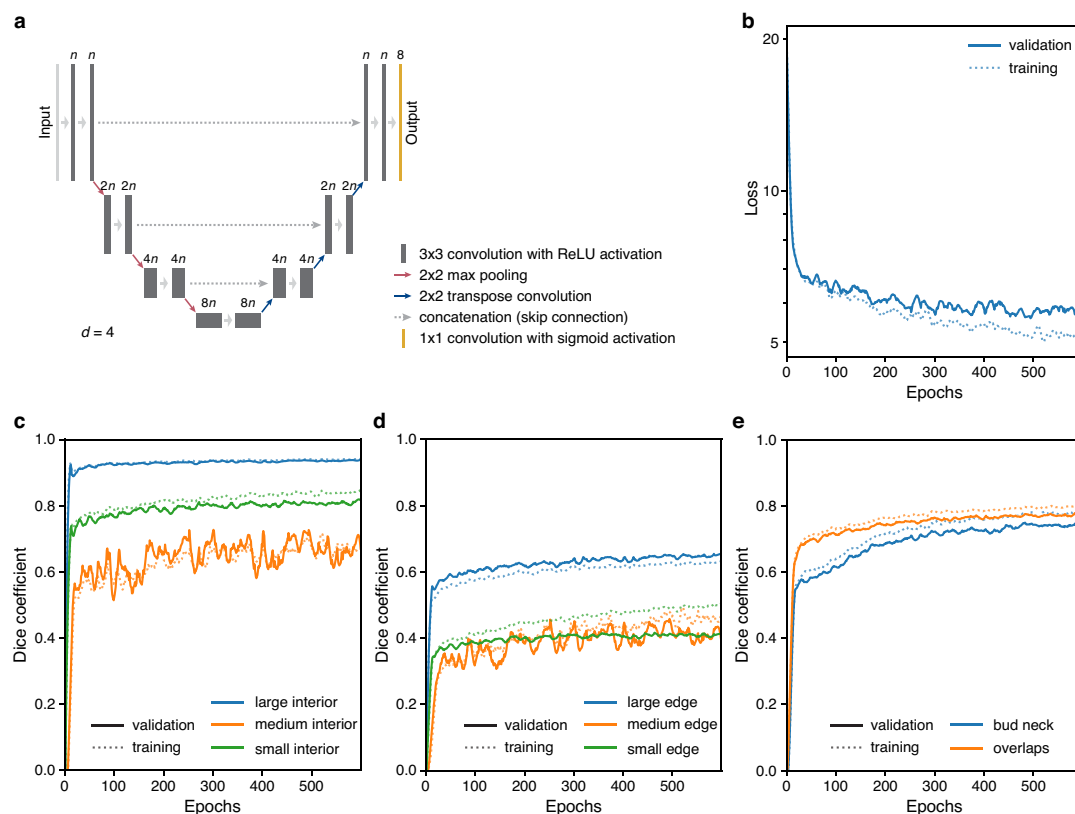 a
n n
n n 8
Input
Output
2n 2n
2n 2n
4n 4n
4n 4n
8n 8n
d = 4
3x3 convolution with ReLU activation
2x2 max pooling
2x2 transpose convolution
concatenation (skip connection)
1x1 convolution with sigmoid activation
b
20
10
5
Loss
validation
training
0 100 200 300 400 500
Epochs
c
1.0
0.8
0.6
0.4
0.2
0.0
Dice coefficient
large interior
validation medium interior
training small interior
0 100 200 300 400 500
Epochs
d
1.0
0.8
0.6
0.4
0.2
0.0
Dice coefficient
large edge
validation medium edge
training small edge
0 100 200 300 400 500
Epochs
e
1.0
0.8
0.6
0.4
0.2
0.0
Dice coefficient
validation bud neck
training overlaps
0 100 200 300 400 500
Epochs